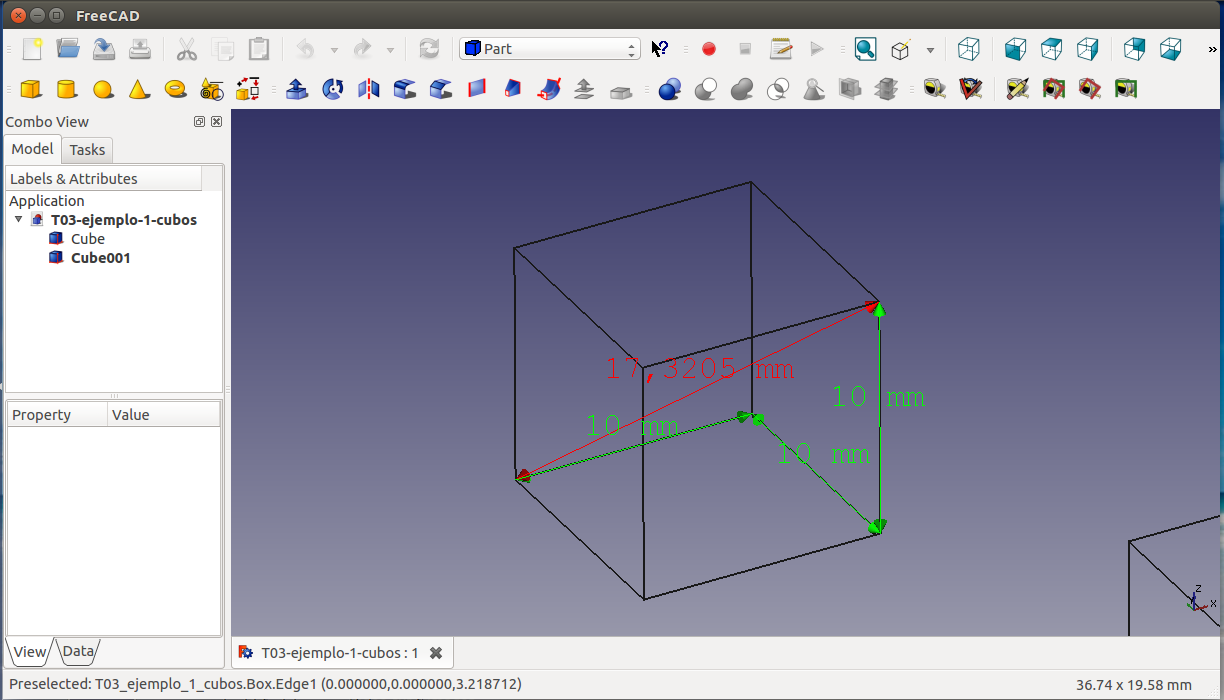 FreeCAD
Part
»
Combo View
Model Tasks
Labels & Attributes
Application
T03-ejemplo-1-cubos
Cube
Cube001
Property Value
17,3205 mm
10 mm
10 mm
10 mm
z
x
View Data
T03-ejemplo-1-cubos : 1
Preselected: T03_ejemplo_1_cubos.Box.Edge1 (0.000000,0.000000,3.218712)
36.74 x 19.58 mm